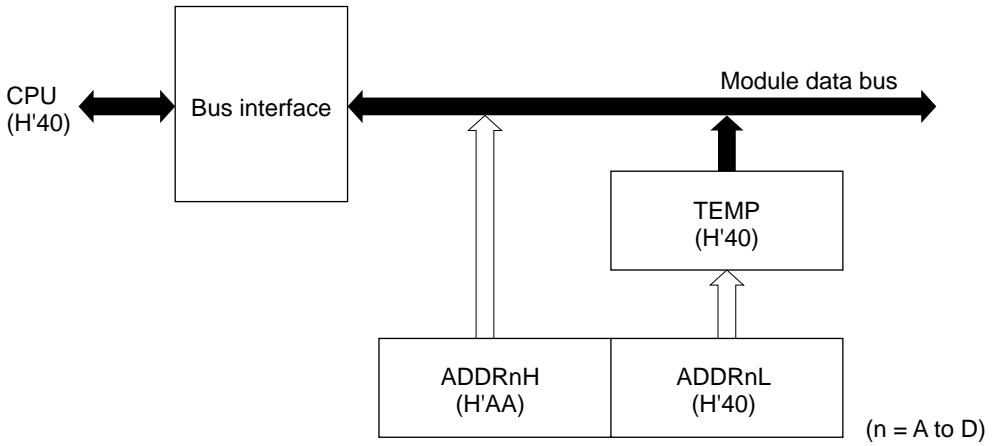 Module data bus
CPU
(H'40)
Bus interface
TEMP
(H'40)
ADDRnH
(H'AA)
ADDRnL
(H'40)
(n = A to D)